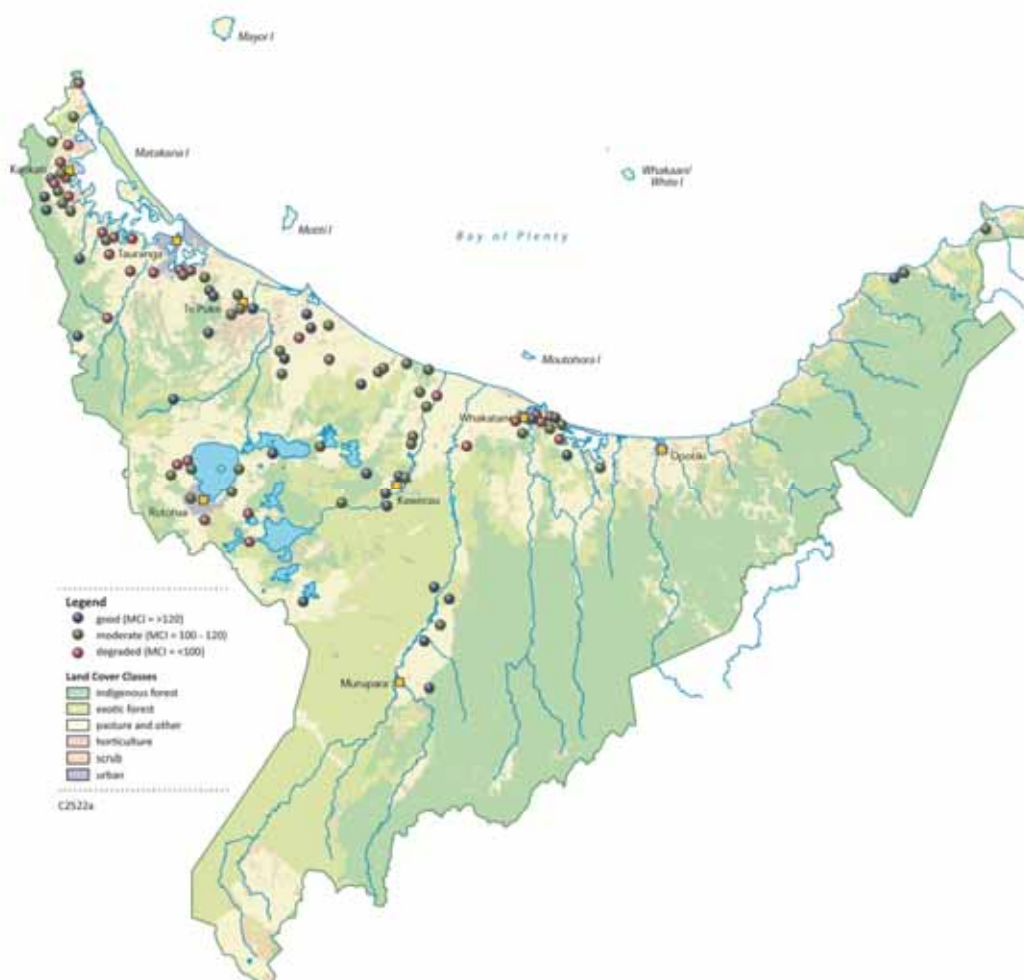 Mayor I
Matakana I
Katikati
Whakaari/
White I
Motiti I
Bay of Plenty
Tauranga
Te Puke
Moutohora I
Whakatane
Opotiki
Kawerau
Rotorua
Murupara
Legend
good (MCI = >120)
moderate (MCI = 100 - 120)
degraded (MCI = <100)
Land Cover Classes
indigenous forest
exotic forest
pasture and other
horticulture
scrub
urban
C2522a